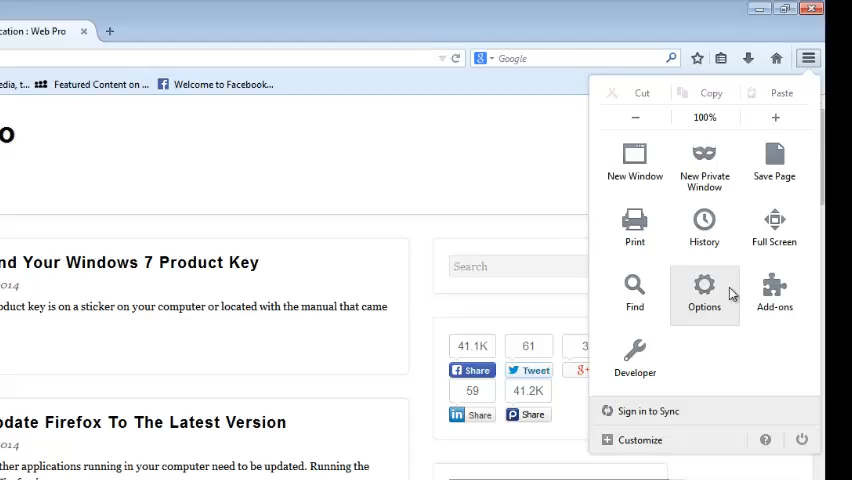 cation : Web Pro
Google
edia, t...
Featured Content on ...
Welcome to Facebook...
Cut
Copy
Paste
100%
New Window
New Private
Window
Save Page
Print
History
Full Screen
Find
Options
Add-ons
Developer
Sign in to Sync
Customize
o
nd Your Windows 7 Product Key
2014
oduct key is on a sticker on your computer or located with the manual that came
pdate Firefox To The Latest Version
2014
ther applications running in your computer need to be updated. Running the
Search
41.1K
61
3
Share
Tweet
59
41.2K
Share
Share